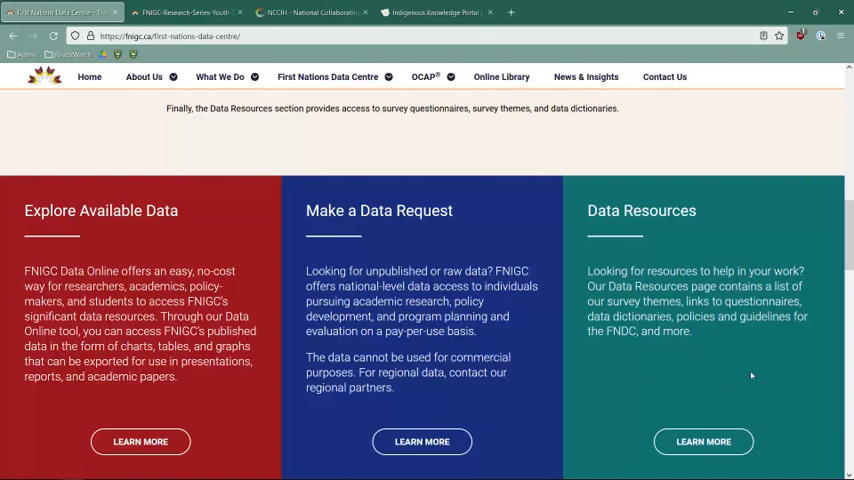 First Nations Data Centre - The
FNIGC-Research-Series-Youth-
NCCIH - National Collaborating
Indigenous Knowledge Portal
https://fnigc.ca/first-nations-data-centre/
Admin
Read/Watch
Home
About Us
What We Do
First Nations Data Centre
OCAP®
Online Library
News & Insights
Contact Us
Finally, the Data Resources section provides access to survey questionnaires, survey themes, and data dictionaries.
Explore Available Data
FNIGC Data Online offers an easy, no-cost
way for researchers, academics, policy-
makers, and students to access FNIGC's
significant data resources. Through our Data
Online tool, you can access FNIGC's published
data in the form of charts, tables, and graphs
that can be exported for use in presentations,
reports, and academic papers.
LEARN MORE
Make a Data Request
Looking for unpublished or raw data? FNIGC
offers national-level data access to individuals
pursuing academic research, policy
development, and program planning and
evaluation on a pay-per-use basis.
The data cannot be used for commercial
purposes. For regional data, contact our
regional partners.
LEARN MORE
Data Resources
Looking for resources to help in your work?
Our Data Resources page contains a list of
our survey themes, links to questionnaires,
data dictionaries, policies and guidelines for
the FNDC, and more.
LEARN MORE